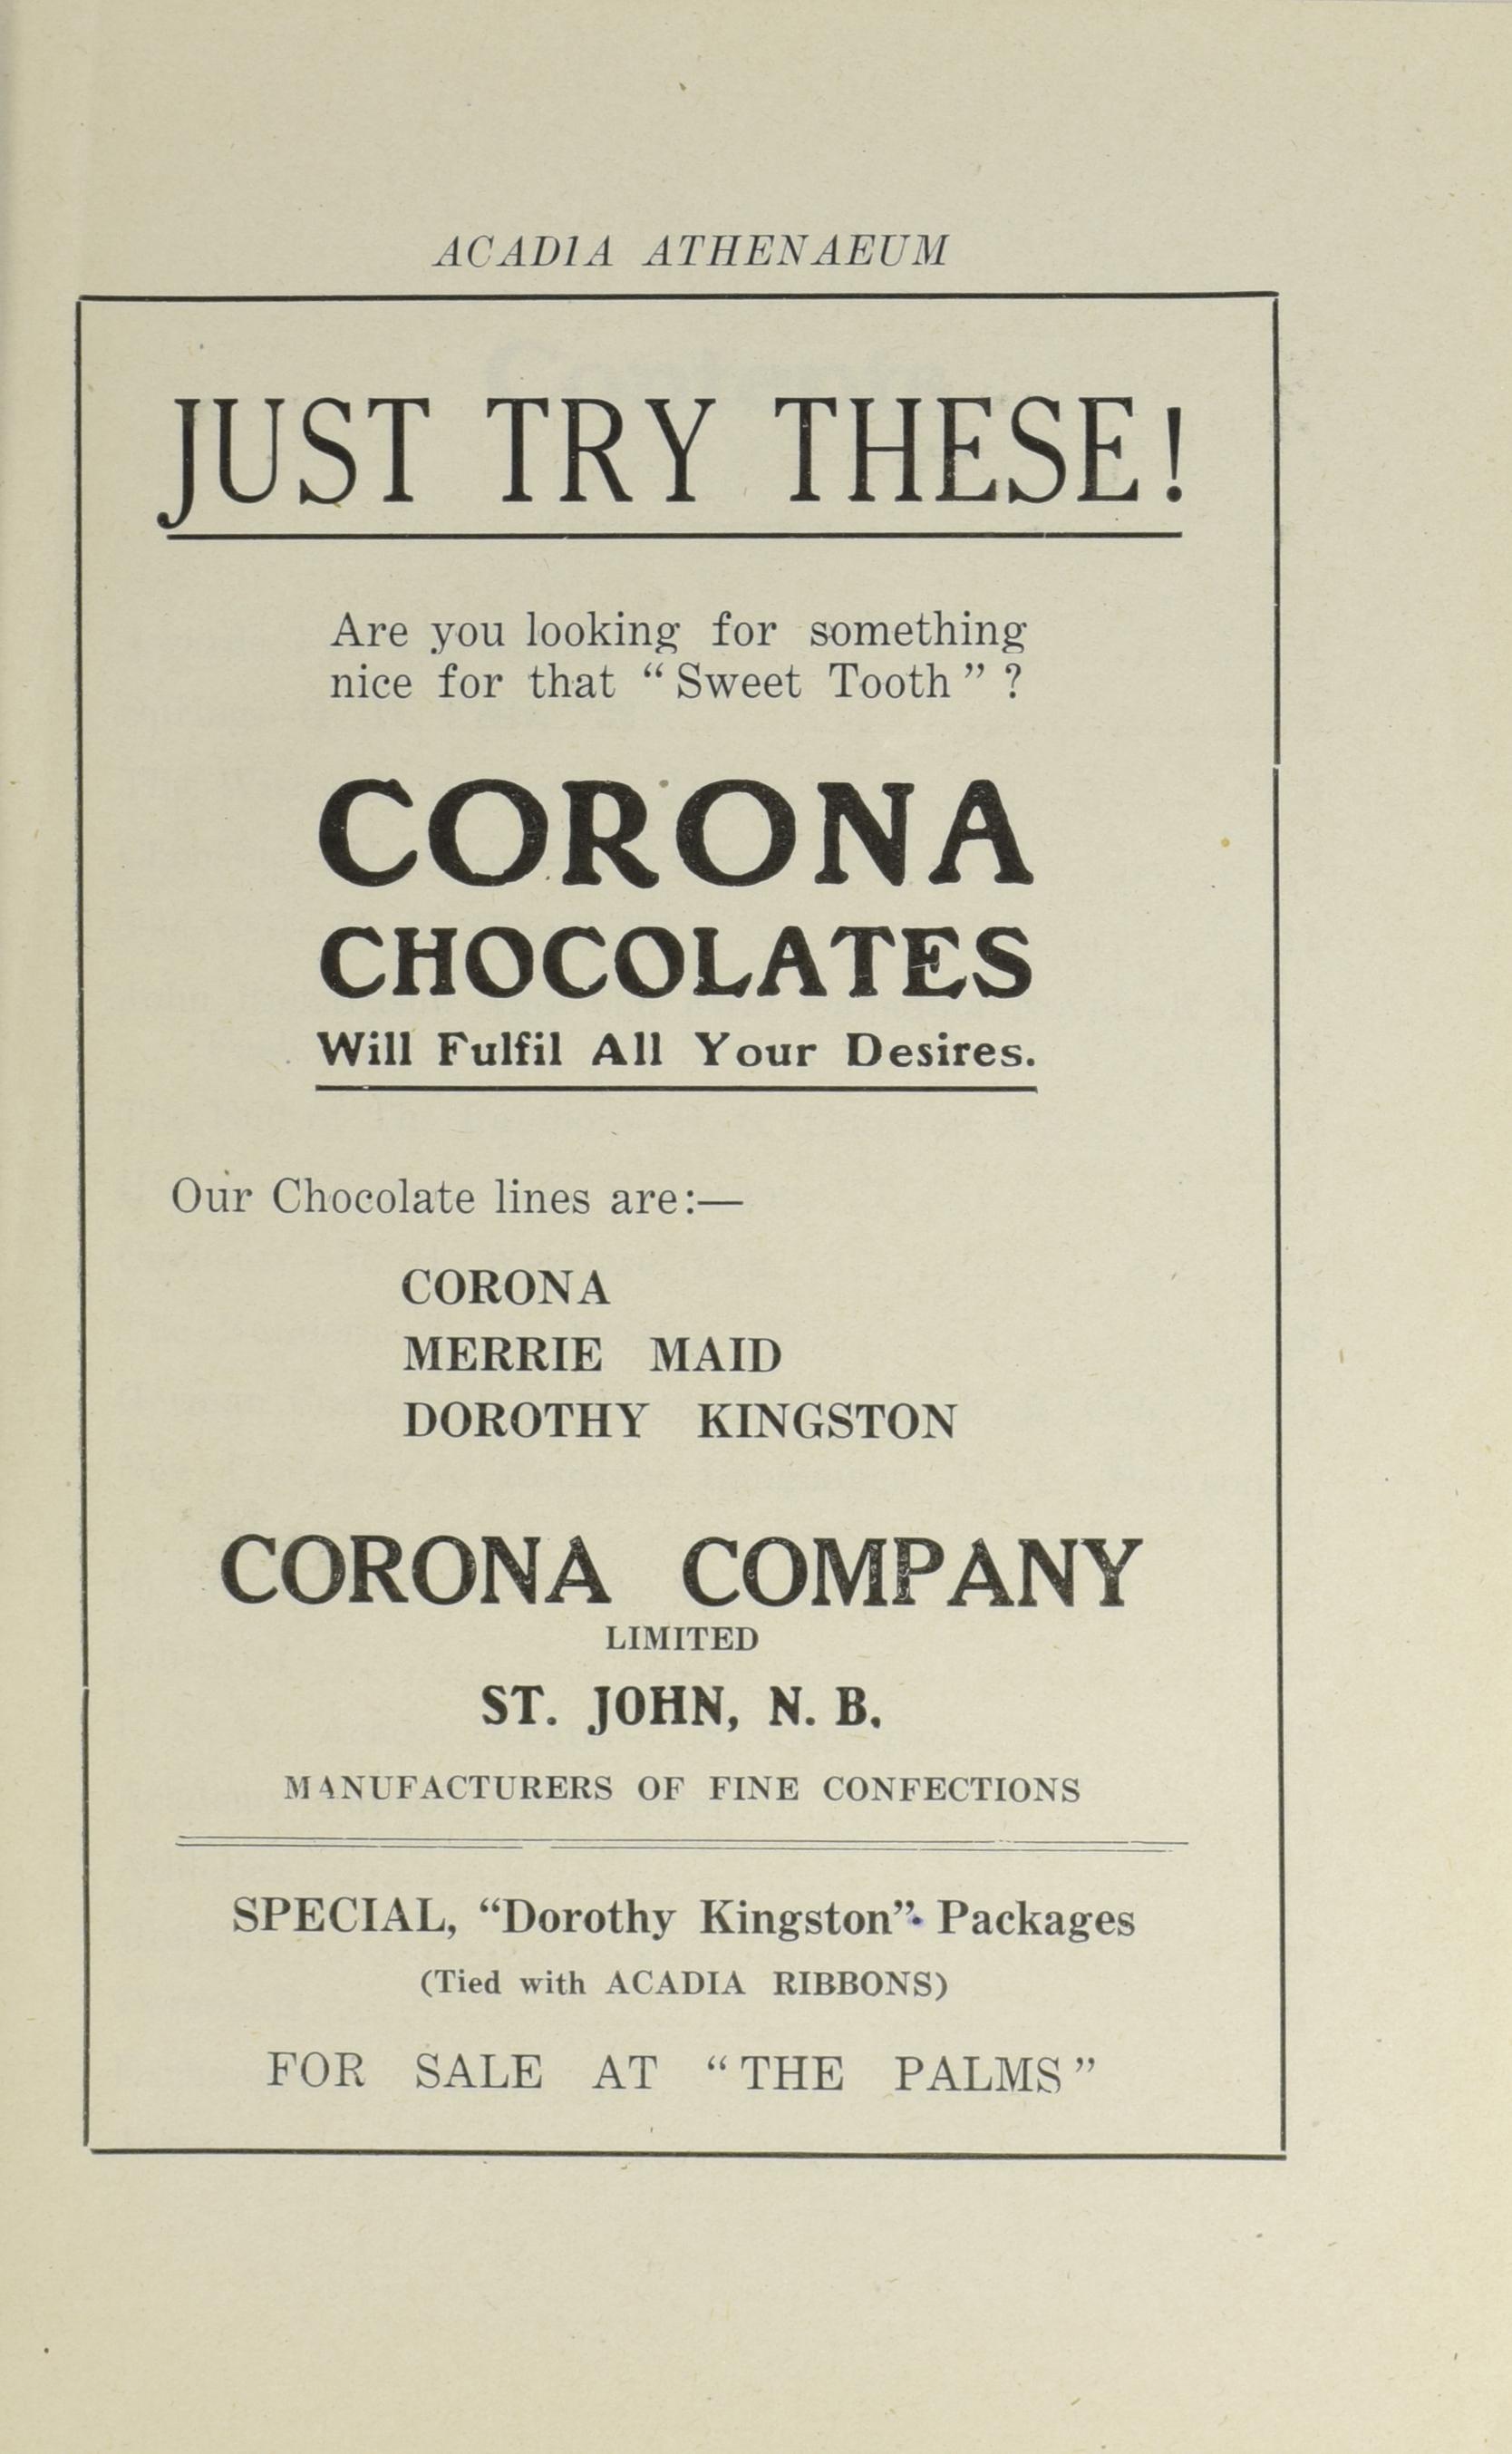 ACADIA ATHENAEUM
JUST TRY THESE!
Are you looking for something
nice for that “Sweet Tooth”?
CORONA
CHOCOLATES
Will Fulfil All Your Desires.
Our Chocolate lines are:—
CORONA
MERRIE MAID
DOROTHY KINGSTON
CORONA COMPANY
LIMITED
ST. JOHN, N. B.
MANUFACTURERS OF FINE CONFECTIONS
SPECIAL, “Dorothy Kingston” Packages
(Tied with ACADIA RIBBONS)
FOR SALE AT “THE PALMS”